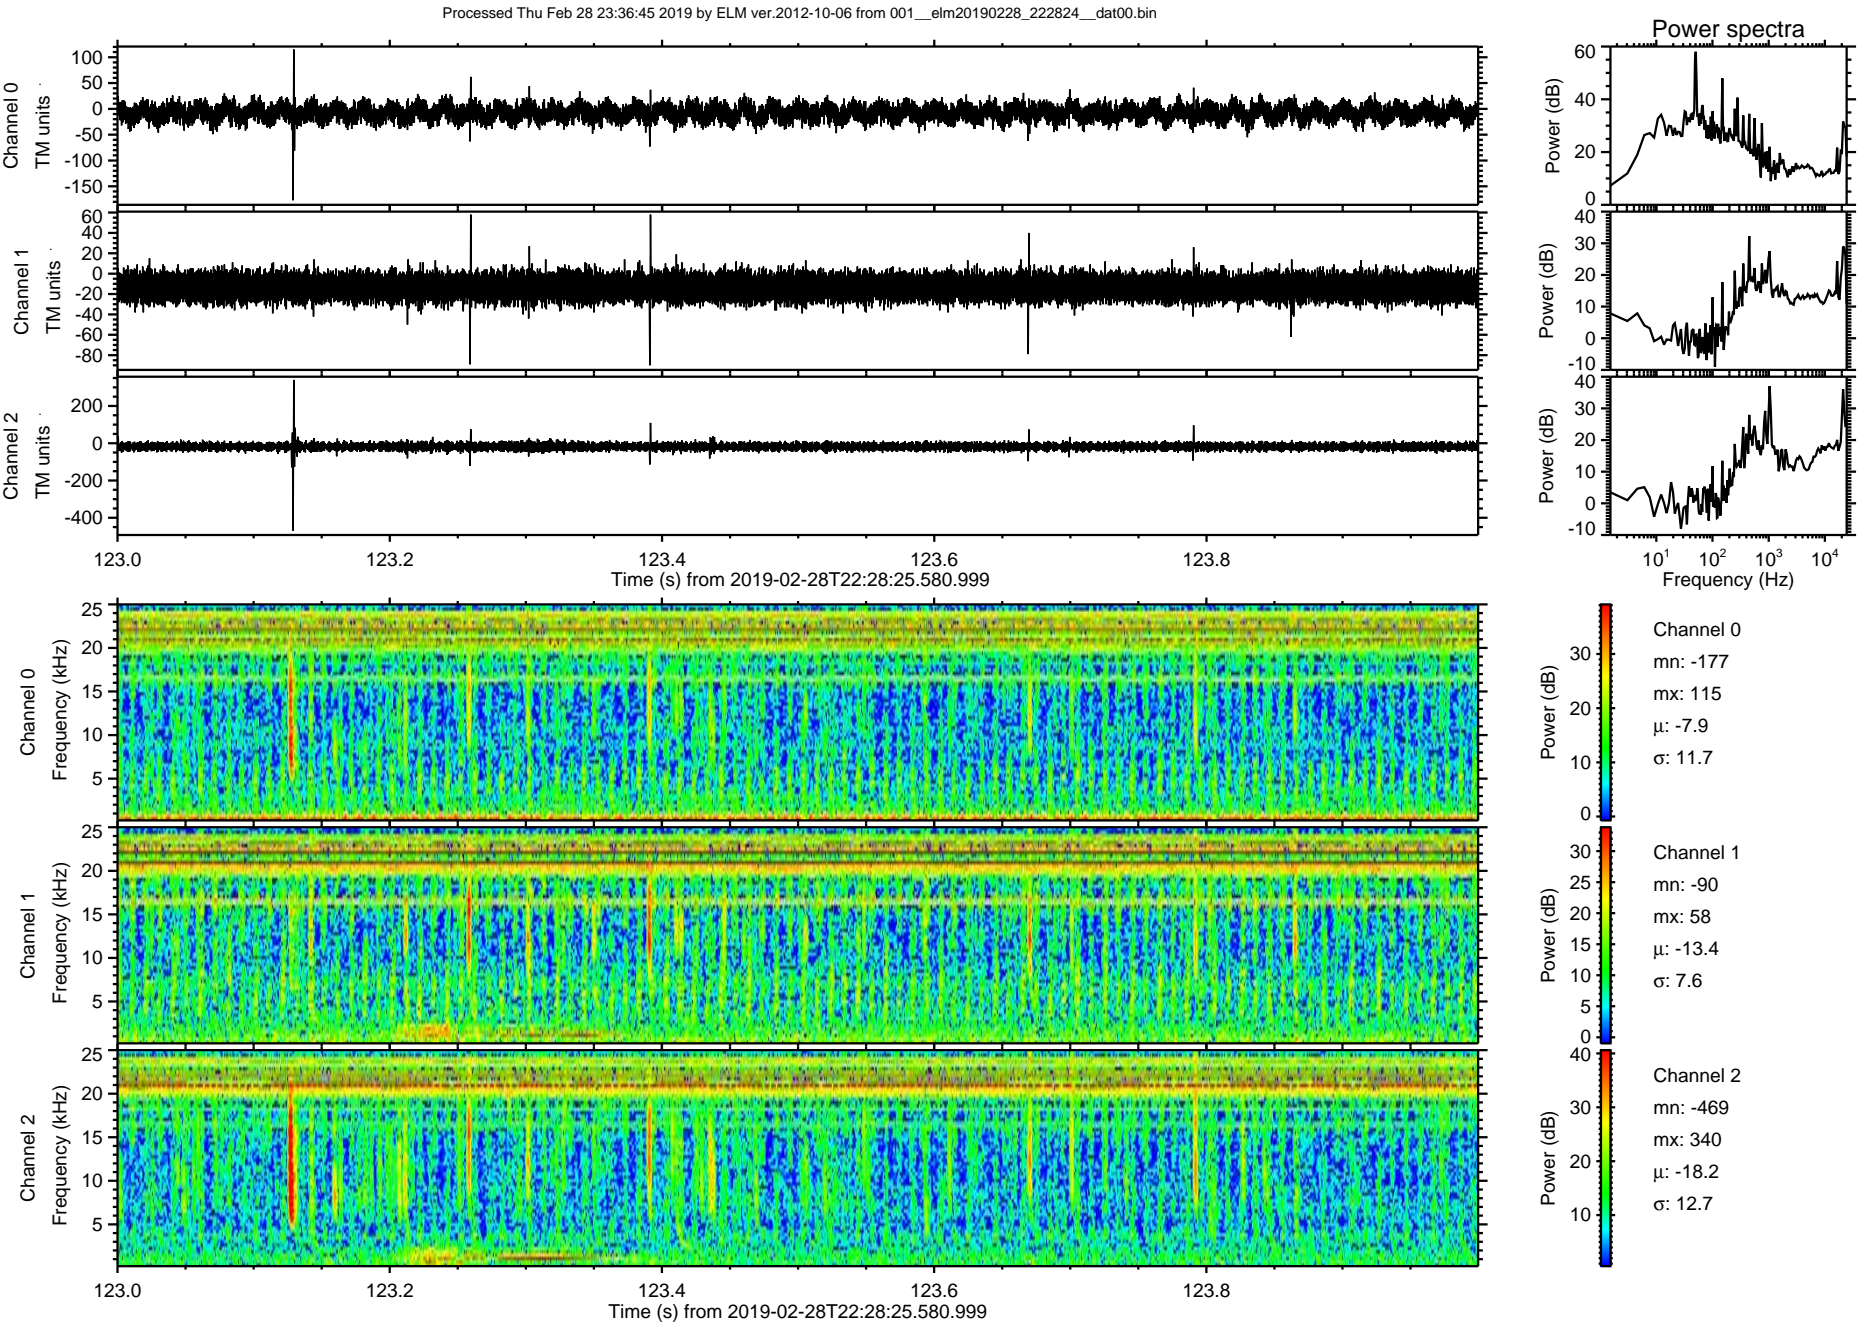 Processed Thu Feb 28 23:36:45 2019 by ELM ver.2012-10-06 from 001__elm20190228_222824__dat00.bin
Power spectra
Channel 0
TM units
100
50
0
-50
-100
-150
Power (dB)
60
40
20
0
Channel 1
TM units
60
40
20
0
-20
-40
-60
-80
Power (dB)
40
30
20
10
0
-10
Channel 2
TM units
200
0
-200
-400
Power (dB)
40
30
20
10
0
-10
123.0 123.2 123.4 123.6 123.8
Time (s) from 2019-02-28T22:28:25.580.999
10¹ 10² 10³ 10⁴
Frequency (Hz)
Channel 0
Frequency (kHz)
25
20
15
10
5
Power (dB)
30
20
10
0
Channel 0
mn: -177
mx: 115
μ: -7.9
σ: 11.7
Channel 1
Frequency (kHz)
25
20
15
10
5
Power (dB)
30
25
20
15
10
5
0
Channel 1
mn: -90
mx: 58
μ: -13.4
σ: 7.6
Channel 2
Frequency (kHz)
25
20
15
10
5
Power (dB)
40
30
20
10
Channel 2
mn: -469
mx: 340
μ: -18.2
σ: 12.7
123.0 123.2 123.4 123.6 123.8
Time (s) from 2019-02-28T22:28:25.580.999